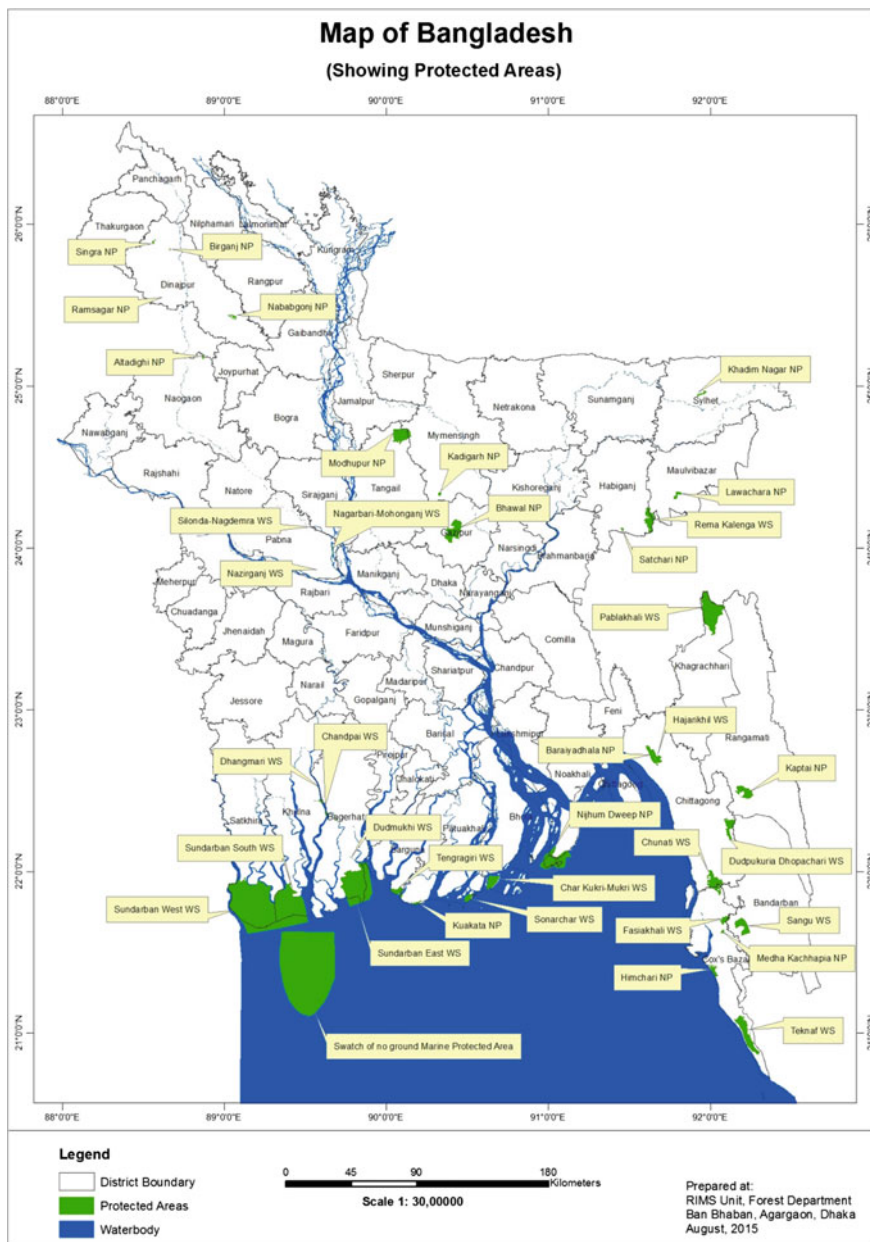 Map of Bangladesh
(Showing Protected Areas)
88°0'0"E 89°0'0"E 90°0'0"E 91°0'0"E 92°0'0"E
Panchagarh
26°0'N
Thakurgaon
Nilphamari
Lalmonirhat
Kurigram
Singra NP
Birganj NP
Dinajpur
Rangpur
Ramsagar NP
Nababgonj NP
Gaibandha
Altadighi NP
Joypurhat
Sherpur
25°0'N
Khadim Nagar NP
Naogaon
Jamalpur
Netrakona
Sunamganj
Sylhet
Bogra
Nawabganj
Mymensingh
Modhupur NP
Kadigarh NP
Rajshahi
Maulvibazar
Natore
Sirajganj
Tangail
Kishoreganj
Habiganj
Lawachara NP
Nagarbari-Mohonganj WS
Bhawal NP
Silonda-Nagdemra WS
Rema Kalenga WS
Pabna
Gazipur
Narsingdi
Brahmanbaria
24°0'N
Satchari NP
Nazirganj WS
Manikganj
Meherpur
Rajbari
Dhaka
Narayanganj
Chuadanga
Pablakhali WS
Jhenaidah
Magura
Faridpur
Munshiganj
Comilla
Shariatpur
Chandpur
Khagrachhari
Narail
Madaripur
Jessore
Gopalganj
Feni
23°0'N
Chandpai WS
Barisal
Lakshmipur
Hajarikhil WS
Rangamati
Dhangmari WS
Pirojpur
Baraiyadhala NP
Jhalokati
Noakhali
Chittagong
Kaptai NP
Satkhira
Khulna
Bagerhat
Chittagong
Dudmukhi WS
Patuakhali
Bhola
Nijhum Dweep NP
Sundarban South WS
Barguna
Chunati WS
Tengragiri WS
Dudpukuria Dhopachari WS
22°0'N
Char Kukri-Mukri WS
Bandarban
Sundarban West WS
Kuakata NP
Sonarchar WS
Fasiakhali WS
Sangu WS
Sundarban East WS
Cox's Bazar
Medha Kachhapia NP
Himchari NP
Teknaf WS
21°0'N
Swatch of no ground Marine Protected Area
88°0'0"E 89°0'0"E 90°0'0"E 91°0'0"E 92°0'0"E
Legend
District Boundary
Protected Areas
Waterbody
0 45 90 180
Kilometers
Scale 1: 30,00000
Prepared at:
RIMS Unit, Forest Department
Ban Bhaban, Agargaon, Dhaka
August, 2015